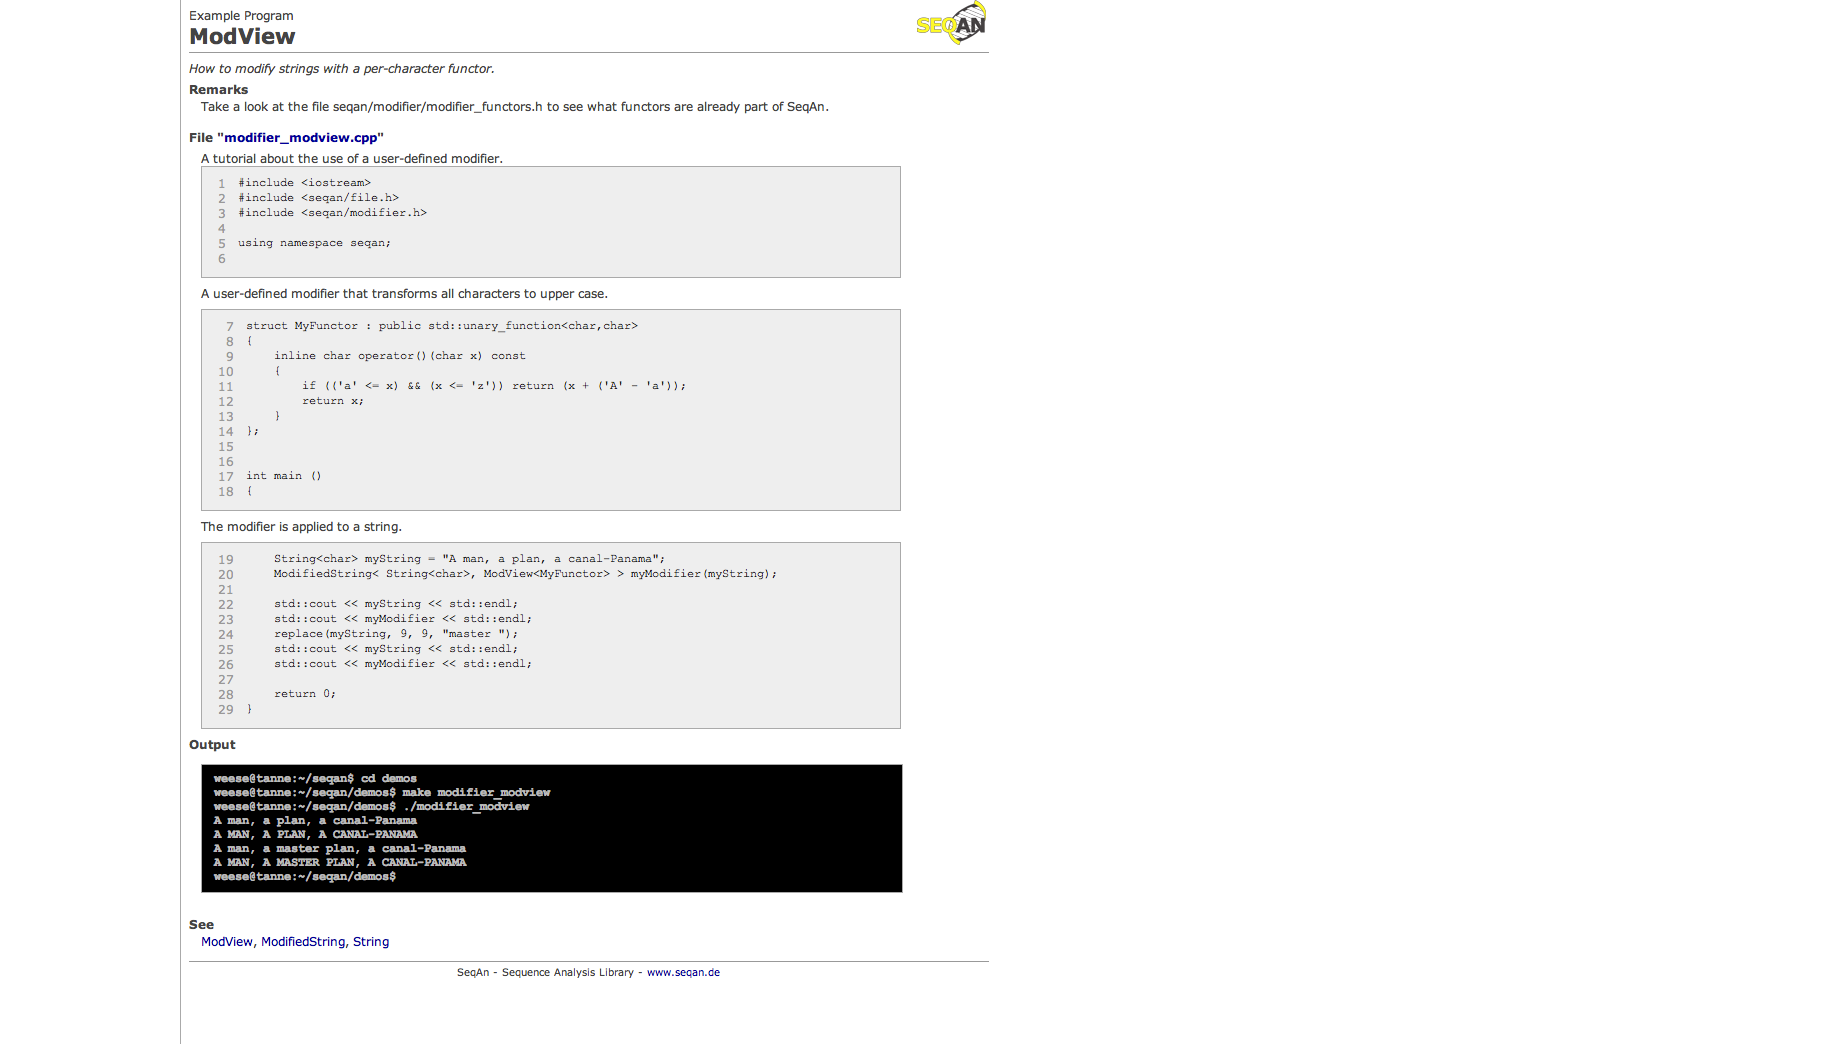 Example Program
ModView
SEQAN
How to modify strings with a per-character functor.
Remarks
Take a look at the file seqan/modifier/modifier_functors.h to see what functors are already part of SeqAn.
File "modifier_modview.cpp"
A tutorial about the use of a user-defined modifier.
1 #include <iostream>
2 #include <seqan/file.h>
3 #include <seqan/modifier.h>
4
5 using namespace seqan;
6
A user-defined modifier that transforms all characters to upper case.
7 struct MyFunctor : public std::unary_function<char,char>
8 {
9     inline char operator()(char x) const
10     {
11         if (('a' <= x) && (x <= 'z')) return (x + ('A' - 'a'));
12         return x;
13     }
14 };
15
16
17 int main ()
18 {
The modifier is applied to a string.
19     String<char> myString = "A man, a plan, a canal-Panama";
20     ModifiedString< String<char>, ModView<MyFunctor> > myModifier(myString);
21
22     std::cout << myString << std::endl;
23     std::cout << myModifier << std::endl;
24     replace(myString, 9, 9, "master ");
25     std::cout << myString << std::endl;
26     std::cout << myModifier << std::endl;
27
28     return 0;
29 }
Output
weese@tanne:~/seqan$ cd demos
weese@tanne:~/seqan/demos$ make modifier_modview
weese@tanne:~/seqan/demos$ ./modifier_modview
A man, a plan, a canal-Panama
A MAN, A PLAN, A CANAL-PANAMA
A man, a master plan, a canal-Panama
A MAN, A MASTER PLAN, A CANAL-PANAMA
weese@tanne:~/seqan/demos$
See
ModView, ModifiedString, String
SeqAn - Sequence Analysis Library - www.seqan.de